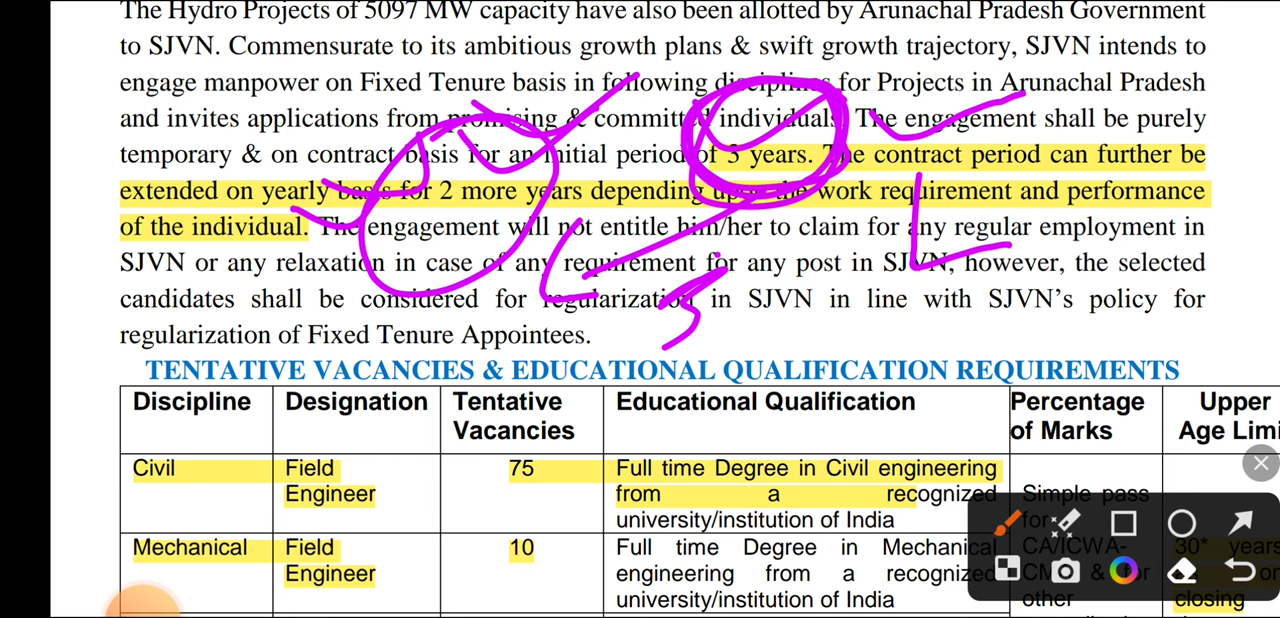 The Hydro Projects of 5097 MW capacity have also been allotted by Arunachal Pradesh Government
to SJVN. Commensurate to its ambitious growth plans & swift growth trajectory, SJVN intends to
engage manpower on Fixed Tenure basis in following disciplines for Projects in Arunachal Pradesh
and invites applications from promising & committed individuals. The engagement shall be purely
temporary & on contract basis for an initial period of 3 years. The contract period can further be
extended on yearly basis for 2 more years depending upon the work requirement and performance
of the individual. The engagement will not entitle him/her to claim for any regular employment in
SJVN or any relaxation in case of any requirement for any post in SJVN, however, the selected
candidates shall be considered for regularization in SJVN in line with SJVN's policy for
regularization of Fixed Tenure Appointees.
TENTATIVE VACANCIES & EDUCATIONAL QUALIFICATION REQUIREMENTS
Discipline Designation Tentative Vacancies Educational Qualification Percentage of Marks Upper Age Limi
Civil Field Engineer 75 Full time Degree in Civil engineering
from a recognized
university/institution of India
Simple pass
for
Mechanical Field Engineer 10 Full time Degree in Mechanical
engineering from a recognized
university/institution of India
CA/ICWA-
CM & for
other
30* years
on
closing